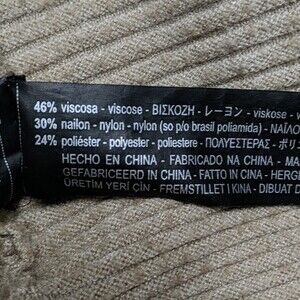 46% viscosa - viscose - ΒΙΣΚΟΖΗ - レーヨン - viskose - v
30% nailon - nylon - nylon (so p/o brasil poliamida) - ΝΑΪΛΟ
24% poliéster - polyester - poliestere - ΠΟΛΥΕΣΤΕΡΑΣ - ポリ
HECHO EN CHINA - FABRICADO NA CHINA - MA
GEFABRICEERD IN CHINA - FATTO IN CINA - HERGE
ÜRETİM YERİ ÇİN - FREMSTILLET I KINA - DIBUAT D